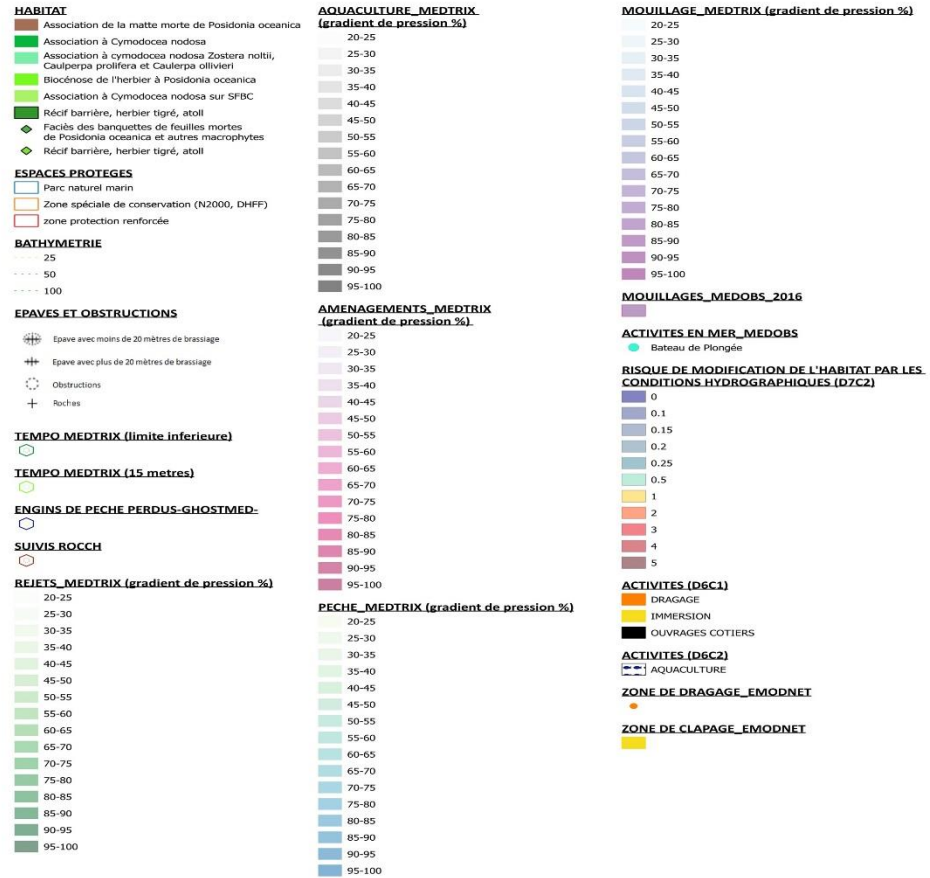 HABITAT
Association de la matte morte de Posidonia oceanica
Association à Cymodocea nodosa
Association à cymodocea nodosa Zostera noltii,
Caulperpa prolifera et Caulerpa ollivieri
Biocénose de l'herbier à Posidonia oceanica
Association à Cymodocea nodosa sur SFBC
Récif barrière, herbier tigré, atoll
Faciès des banquettes de feuilles mortes
de Posidonia oceanica et autres macrophytes
Récif barrière, herbier tigré, atoll
ESPACES PROTEGES
Parc naturel marin
Zone spéciale de conservation (N2000, DHFF)
zone protection renforcée
BATHYMETRIE
25
50
100
EPAVES ET OBSTRUCTIONS
Epave avec moins de 20 mètres de brassiage
Epave avec plus de 20 mètres de brassiage
Obstructions
Roches
TEMPO MEDTRIX (limite inferieure)
TEMPO MEDTRIX (15 metres)
ENGINS DE PECHE PERDUS-GHOSTMED-
SUIVIS ROCCH
REJETS_MEDTRIX (gradient de pression %)
20-25
25-30
30-35
35-40
40-45
45-50
50-55
55-60
60-65
65-70
70-75
75-80
80-85
85-90
90-95
95-100
AQUACULTURE_MEDTRIX
(gradient de pression %)
20-25
25-30
30-35
35-40
40-45
45-50
50-55
55-60
60-65
65-70
70-75
75-80
80-85
85-90
90-95
95-100
AMENAGEMENTS_MEDTRIX
(gradient de pression %)
20-25
25-30
30-35
35-40
40-45
45-50
50-55
55-60
60-65
65-70
70-75
75-80
80-85
85-90
90-95
95-100
PECHE_MEDTRIX (gradient de pression %)
20-25
25-30
30-35
35-40
40-45
45-50
50-55
55-60
60-65
65-70
70-75
75-80
80-85
85-90
90-95
95-100
MOUILLAGE_MEDTRIX (gradient de pression %)
20-25
25-30
30-35
35-40
40-45
45-50
50-55
55-60
60-65
65-70
70-75
75-80
80-85
85-90
90-95
95-100
MOUILLAGES_MEDOBS_2016
ACTIVITES EN MER_MEDOBS
Bateau de Plongée
RISQUE DE MODIFICATION DE L'HABITAT PAR LES
CONDITIONS HYDROGRAPHIQUES (D7C2)
0
0.1
0.15
0.2
0.25
0.5
1
2
3
4
5
ACTIVITES (D6C1)
DRAGAGE
IMMERSION
OUVRAGES COTIERS
ACTIVITES (D6C2)
AQUACULTURE
ZONE DE DRAGAGE_EMODNET
ZONE DE CLAPAGE_EMODNET